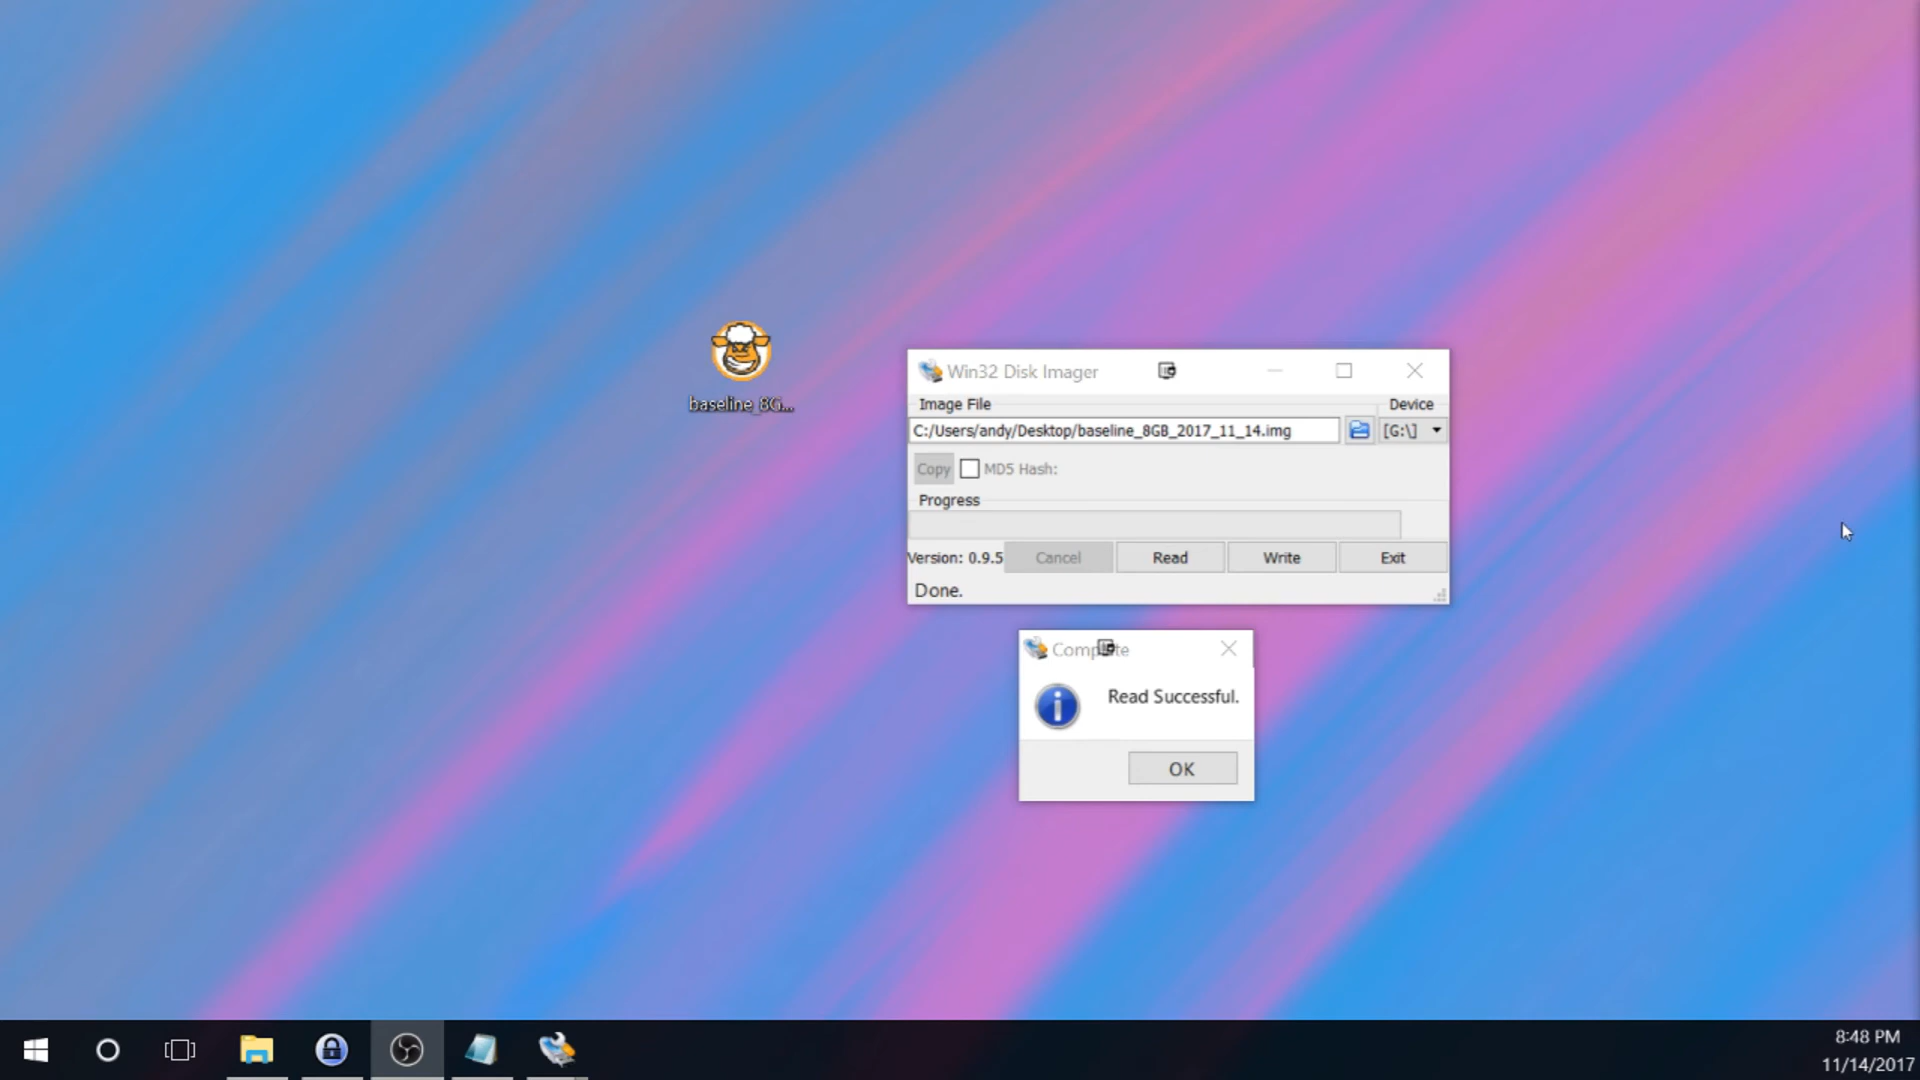 baseline_8G...
Win32 Disk Imager
Image File
Device
C:/Users/andy/Desktop/baseline_8GB_2017_11_14.img
[G:\]
Copy
MD5 Hash:
Progress
Version: 0.9.5
Cancel
Read
Write
Exit
Done.
Read Successful.
OK
8:48 PM
11/14/2017